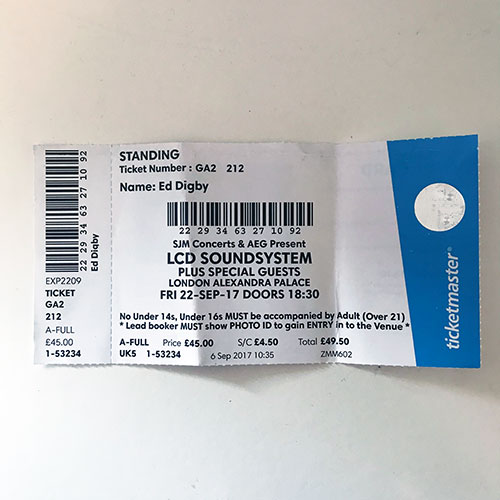 22 29 34 63 27 10 92
Ed Digby
EXP2209
TICKET
GA2
212
A-FULL
£45.00
1-53234
STANDING
Ticket Number : GA2 212
Name: Ed Digby
22 29 34 63 27 10 92
SJM Concerts & AEG Present
LCD SOUNDSYSTEM
PLUS SPECIAL GUESTS
LONDON ALEXANDRA PALACE
FRI 22-SEP-17 DOORS 18:30
No Under 14s, Under 16s MUST be accompanied by Adult (Over 21)
* Lead booker MUST show PHOTO ID to gain ENTRY in to the Venue *
A-FULL Price £45.00 S/C £4.50 Total £49.50
UK5 1-53234 6 Sep 2017 10:35 ZMM602
ticketmaster®